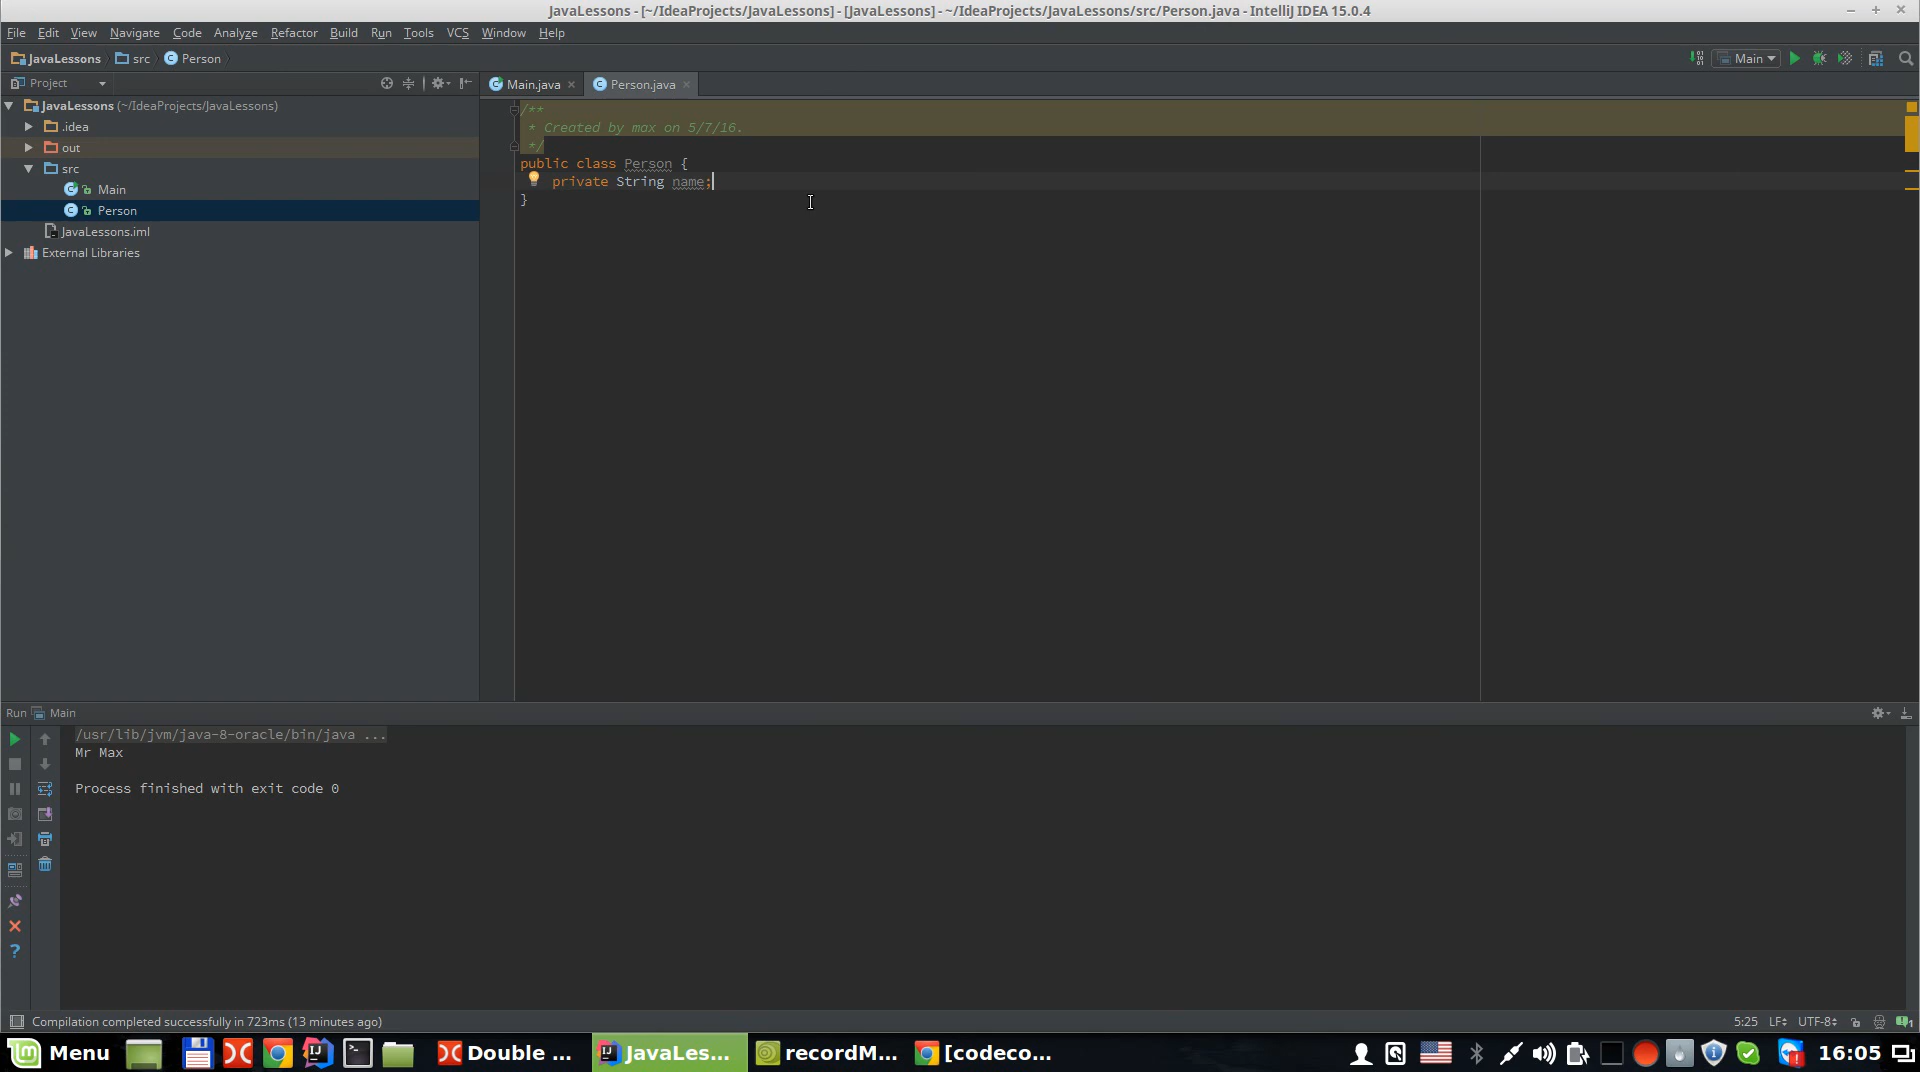 JavaLessons - [~/IdeaProjects/JavaLessons] - [JavaLessons] - ~/IdeaProjects/JavaLessons/src/Person.java - IntelliJ IDEA 15.0.4
File Edit View Navigate Code Analyze Refactor Build Run Tools VCS Window Help
JavaLessons src Person Main
Project Main.java Person.java
JavaLessons (~/IdeaProjects/JavaLessons)
.idea
out
src
Main
Person
JavaLessons.iml
External Libraries
/**
* Created by max on 5/7/16.
*/
public class Person {
private String name;
}
Run Main
/usr/lib/jvm/java-8-oracle/bin/java ...
Mr Max
Process finished with exit code 0
Compilation completed successfully in 723ms (13 minutes ago) 5:25 LF UTF-8
Menu Double ... JavaLes... recordM... [codeco... 16:05